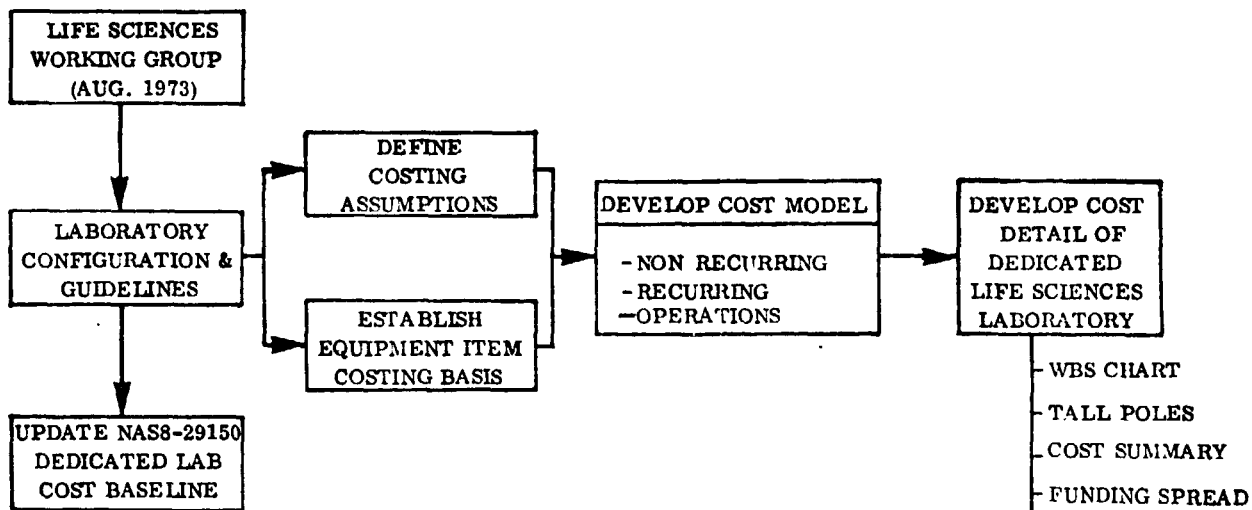 LIFE SCIENCES
WORKING GROUP
(AUG. 1973)
LABORATORY
CONFIGURATION &
GUIDELINES
UPDATE NAS8-29150
DEDICATED LAB
COST BASELINE
DEFINE
COSTING
ASSUMPTIONS
ESTABLISH
EQUIPMENT ITEM
COSTING BASIS
DEVELOP COST MODEL
-NON RECURRING
-RECURRING
-OPERATIONS
DEVELOP COST
DETAIL OF
DEDICATED
LIFE SCIENCES
LABORATORY
WBS CHART
TALL POLES
COST SUMMARY
FUNDING SPREAD